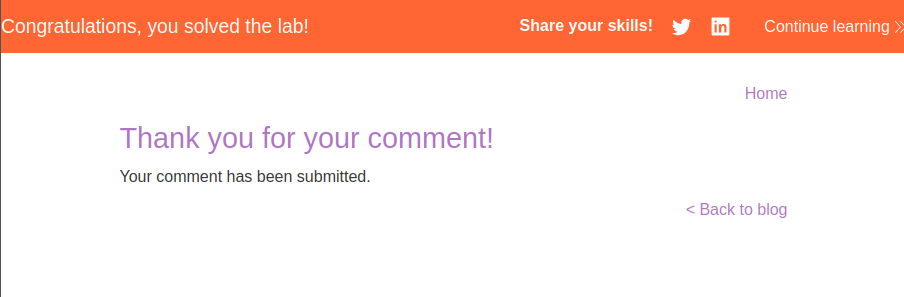 Congratulations, you solved the lab! Share your skills! Continue learning
Home
Thank you for your comment!
Your comment has been submitted.
< Back to blog